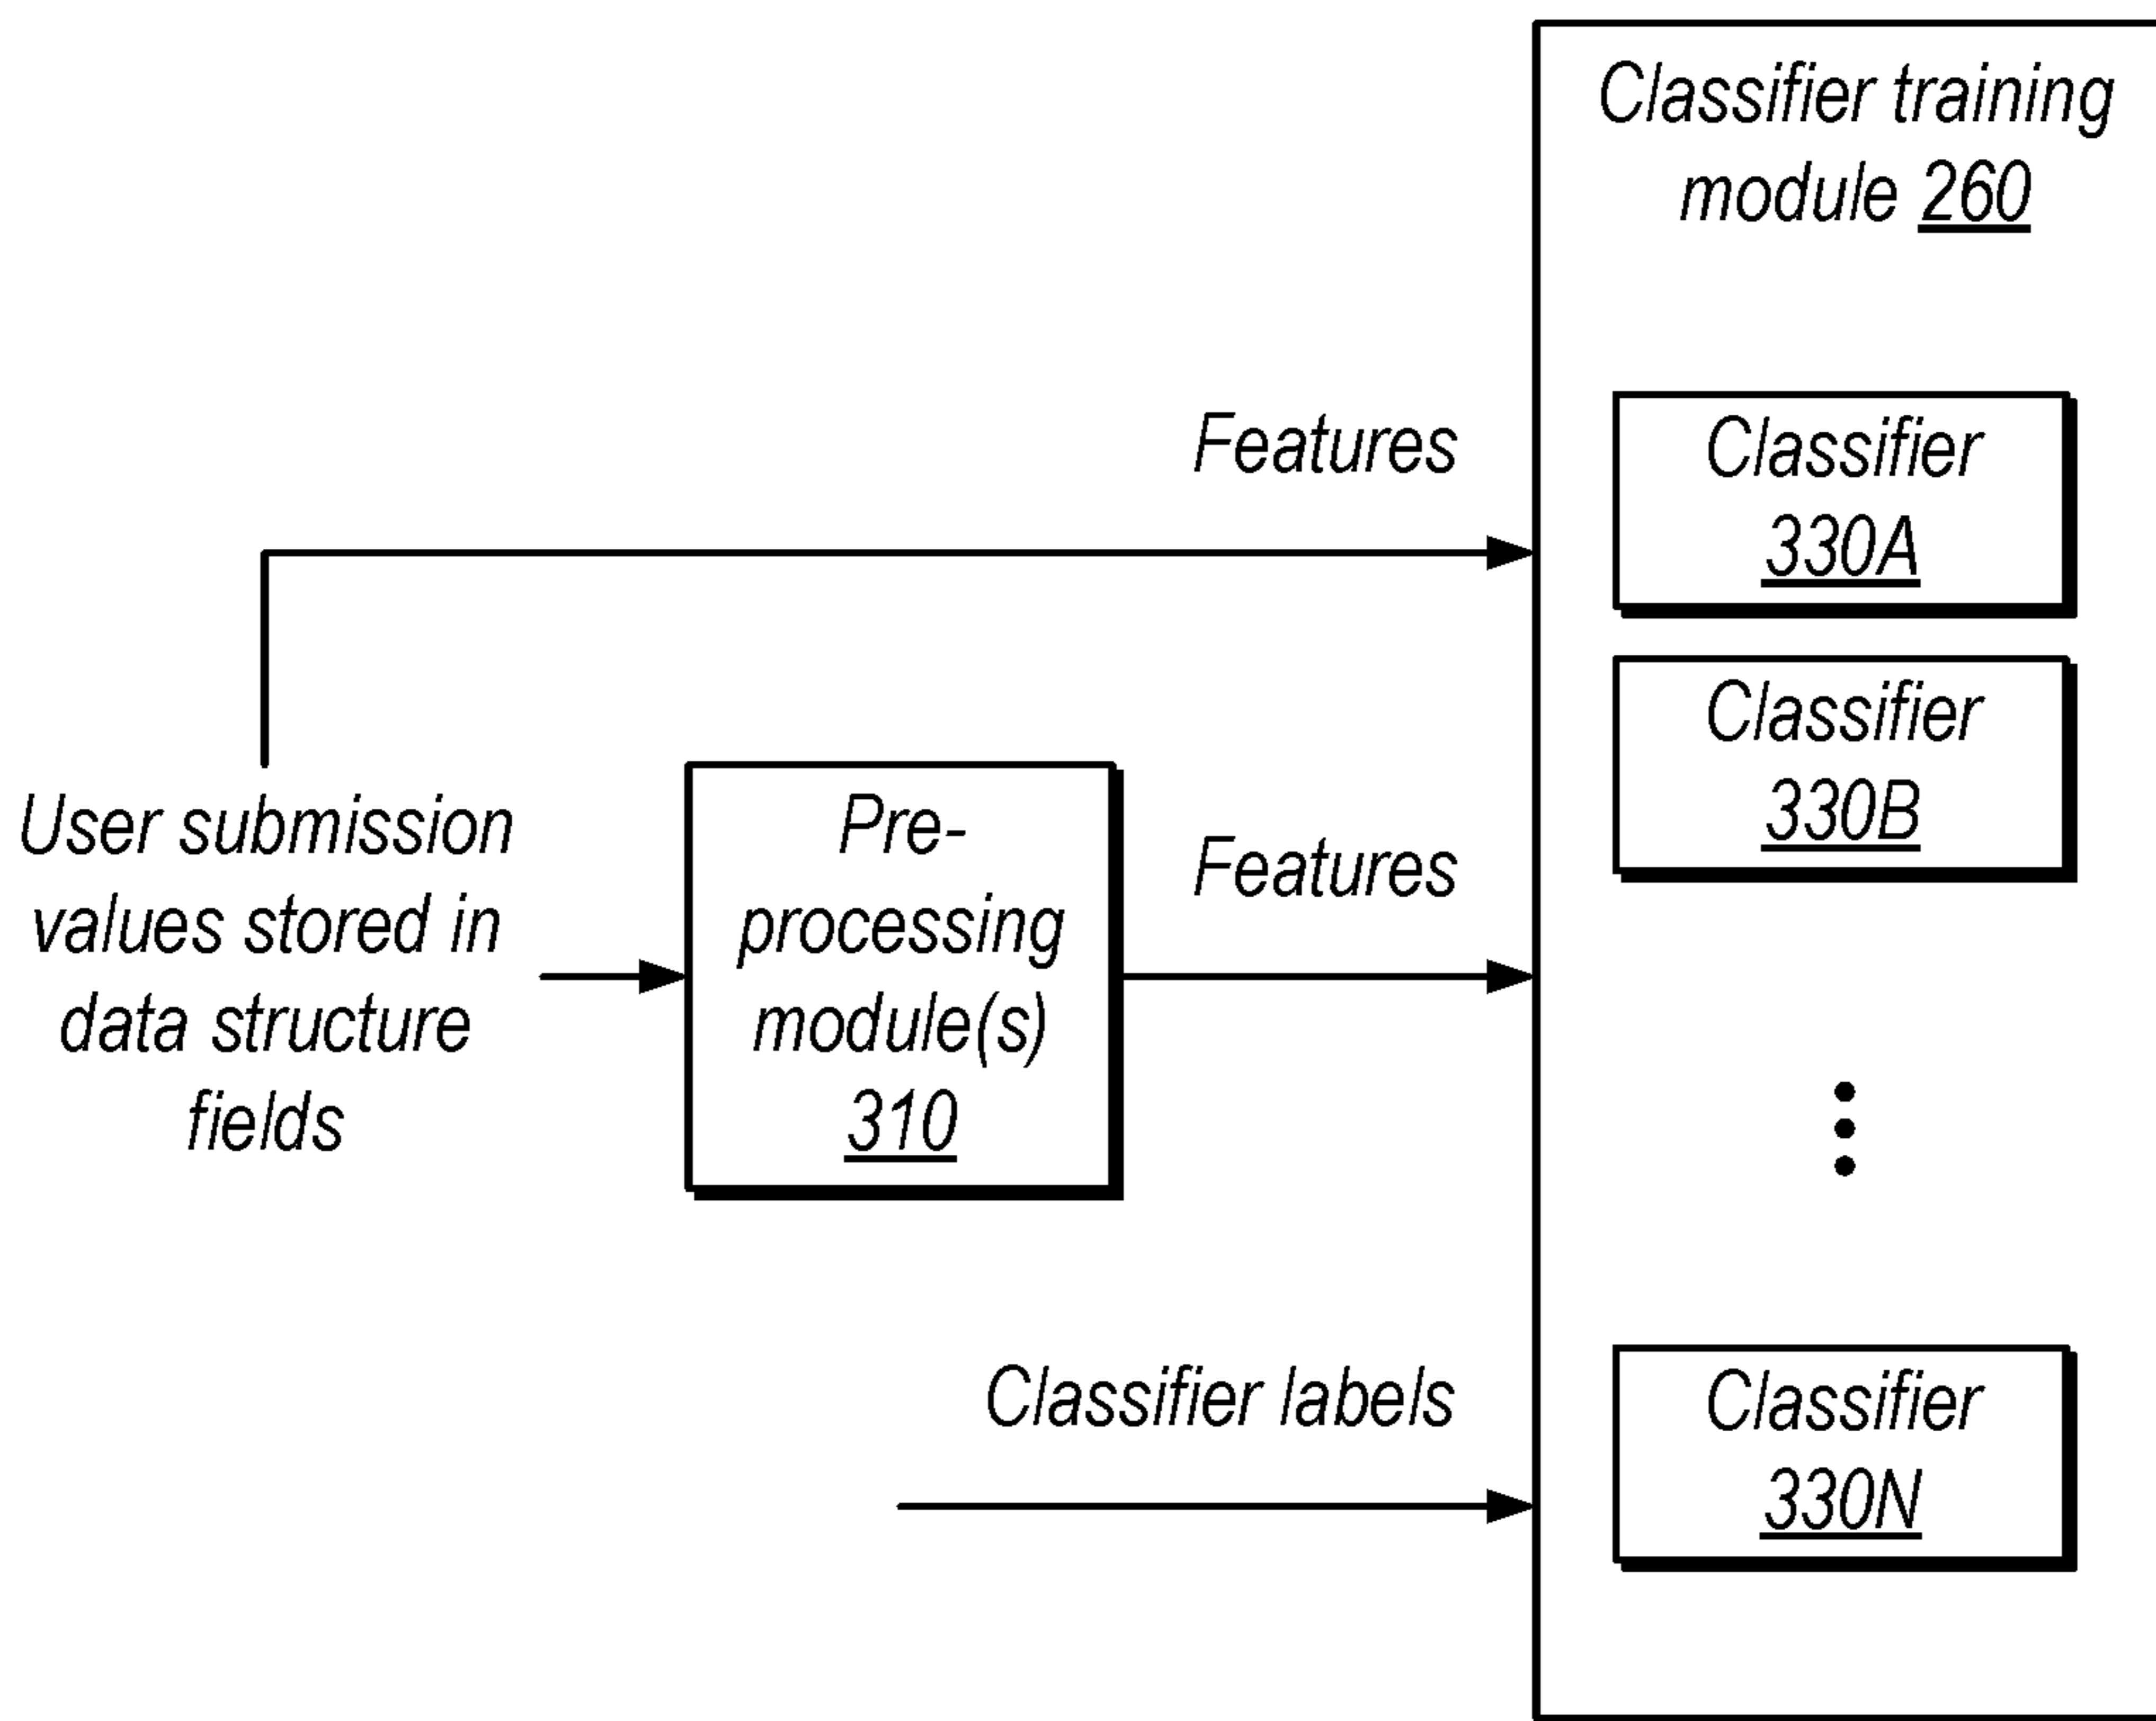 Classifier training
module 260
Features
Classifier
330A
Classifier
330B
User submission
values stored in
data structure
fields
Pre-
processing
module(s)
310
Features
Classifier labels
Classifier
330N